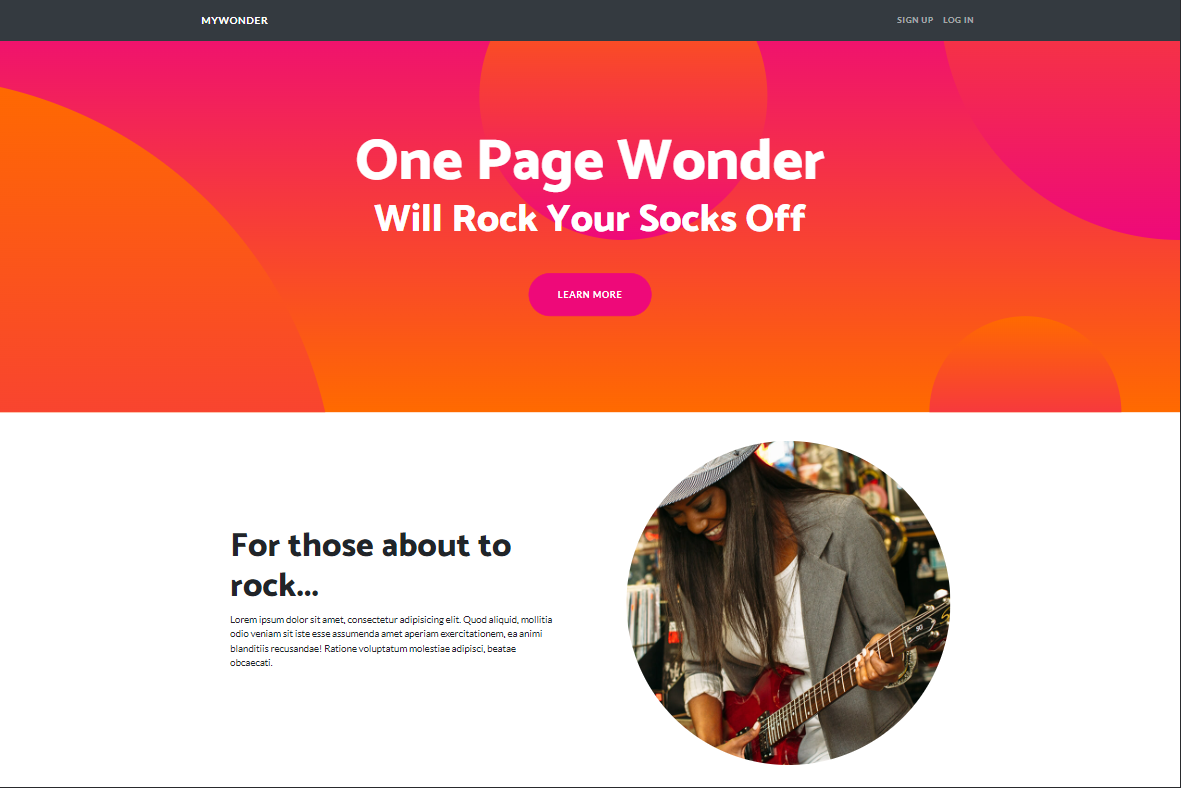 MYWONDER
SIGN UP LOG IN
One Page Wonder
Will Rock Your Socks Off
LEARN MORE
For those about to
rock...
Lorem ipsum dolor sit amet, consectetur adipisicing elit. Quod aliquid, mollitia
odio veniam sit iste esse assumenda amet aperiam exercitationem, ea animi
blanditiis recusandae! Ratione voluptatum molestiae adipisci, beatae
obcaecati.